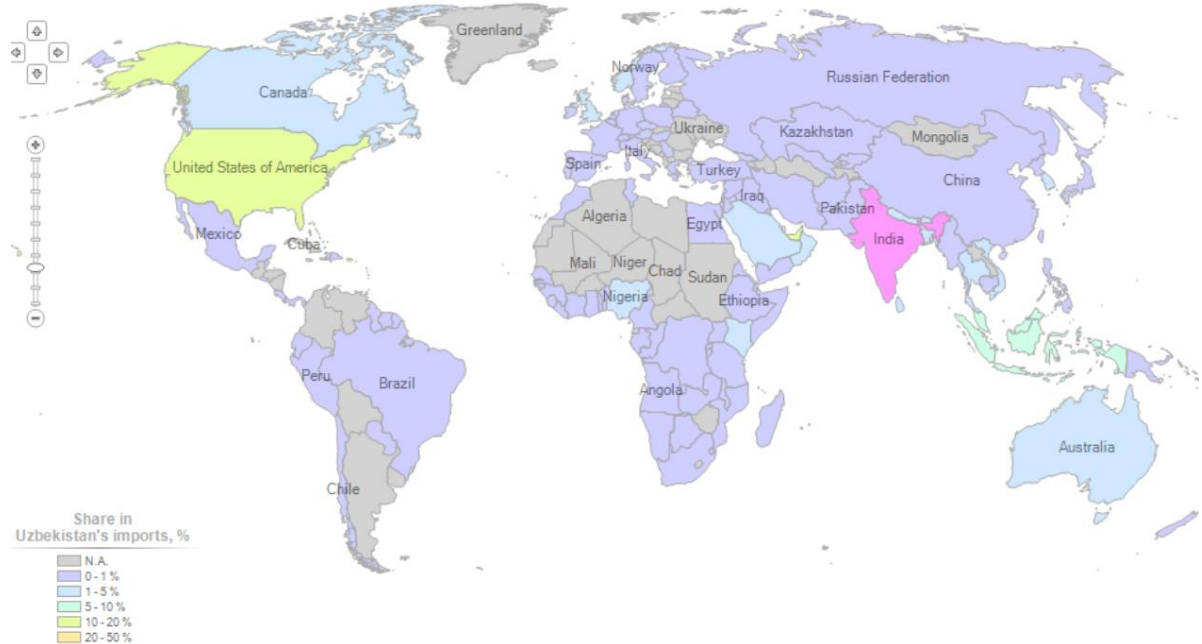 Greenland
Norway
Russian Federation
Canada
Ukraine
Kazakhstan
Mongolia
United States of America
Spain
Italy
Turkey
China
Iraq
Pakistan
Mexico
Cuba
Algeria
Egypt
India
Mali
Niger
Chad
Sudan
Nigeria
Ethiopia
Peru
Brazil
Angola
Australia
Chile
Share in
Uzbekistan's imports, %
N.A.
0 - 1 %
1 - 5 %
5 - 10 %
10 - 20 %
20 - 50 %